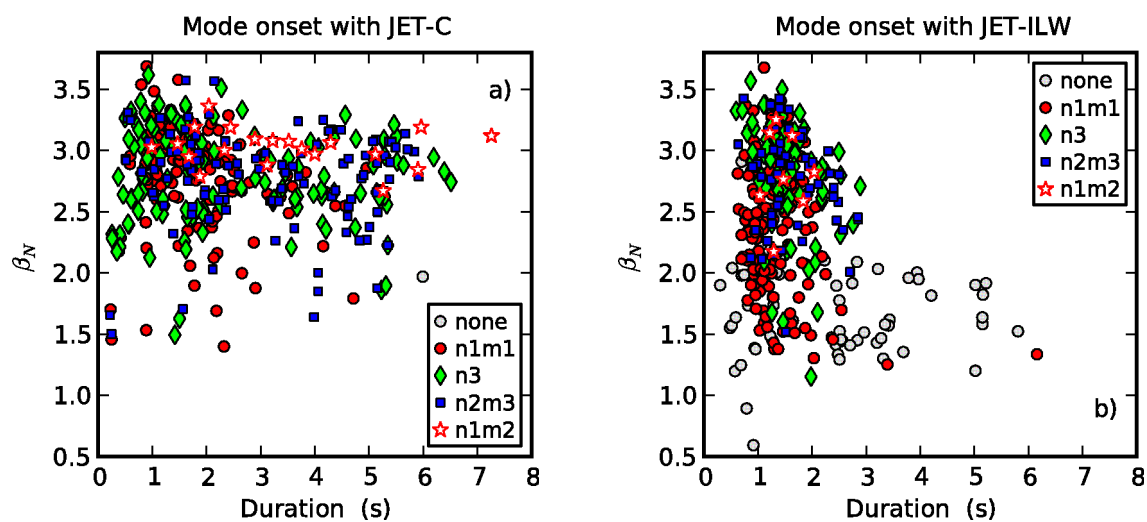 Mode onset with JET-C
a)
3.5
3.0
2.5
2.0
1.5
1.0
0.5
βN
0 1 2 3 4 5 6 7 8
Duration (s)
none
n1m1
n3
n2m3
n1m2
Mode onset with JET-ILW
b)
3.5
3.0
2.5
2.0
1.5
1.0
0.5
βN
0 1 2 3 4 5 6 7 8
Duration (s)
none
n1m1
n3
n2m3
n1m2